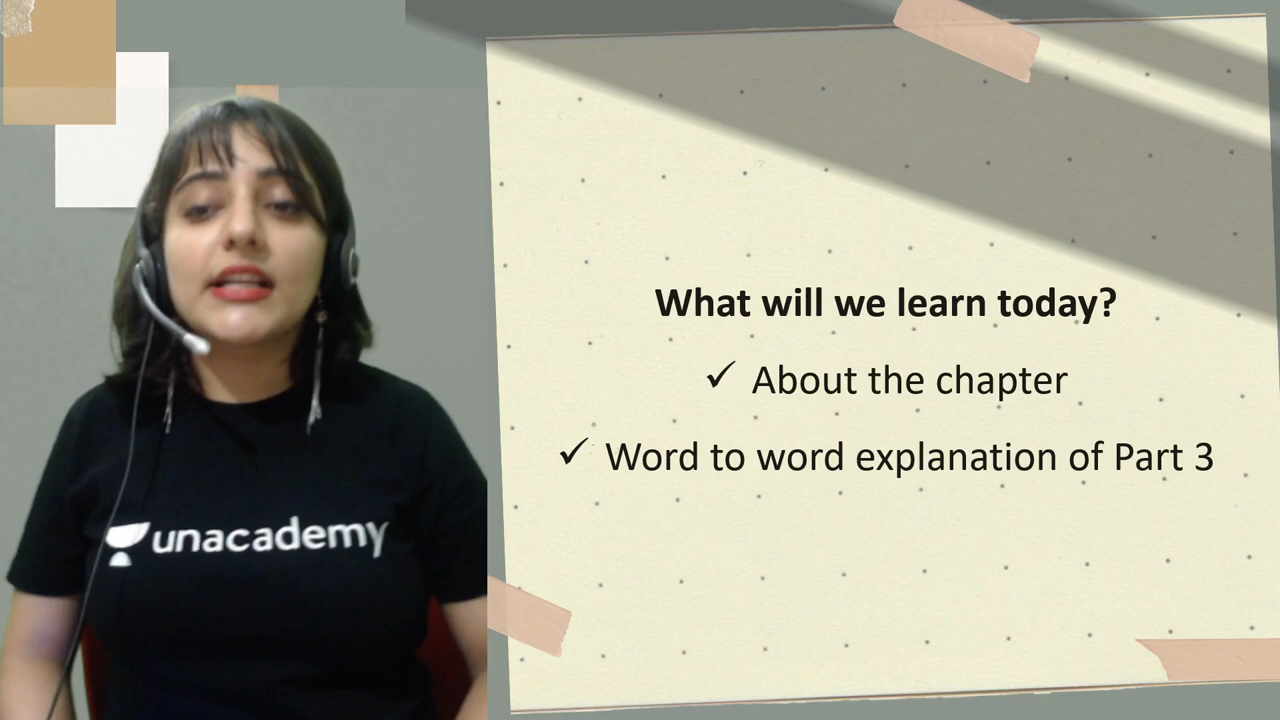 What will we learn today?
✓ About the chapter
✓ Word to word explanation of Part 3
unacademy